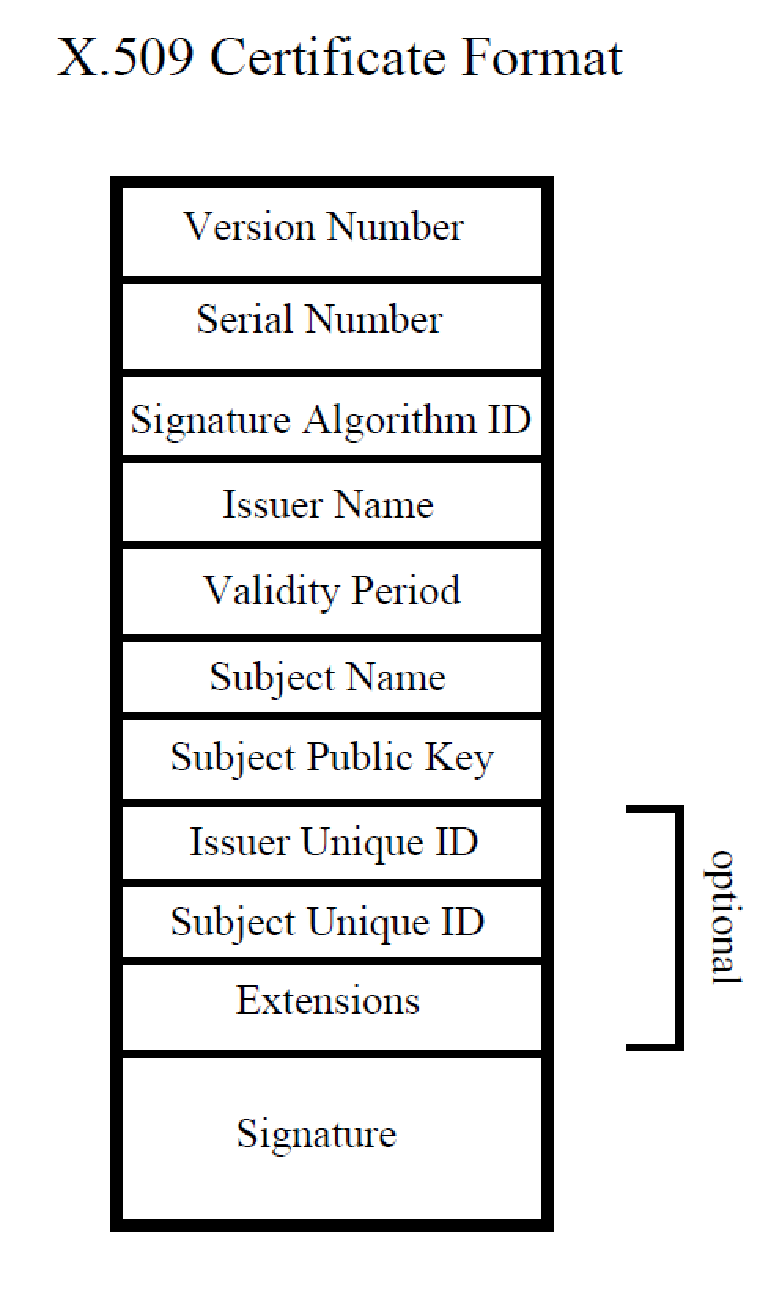 X.509 Certificate Format
Version Number
Serial Number
Signature Algorithm ID
Issuer Name
Validity Period
Subject Name
Subject Public Key
Issuer Unique ID
Subject Unique ID
Extensions
optional
Signature